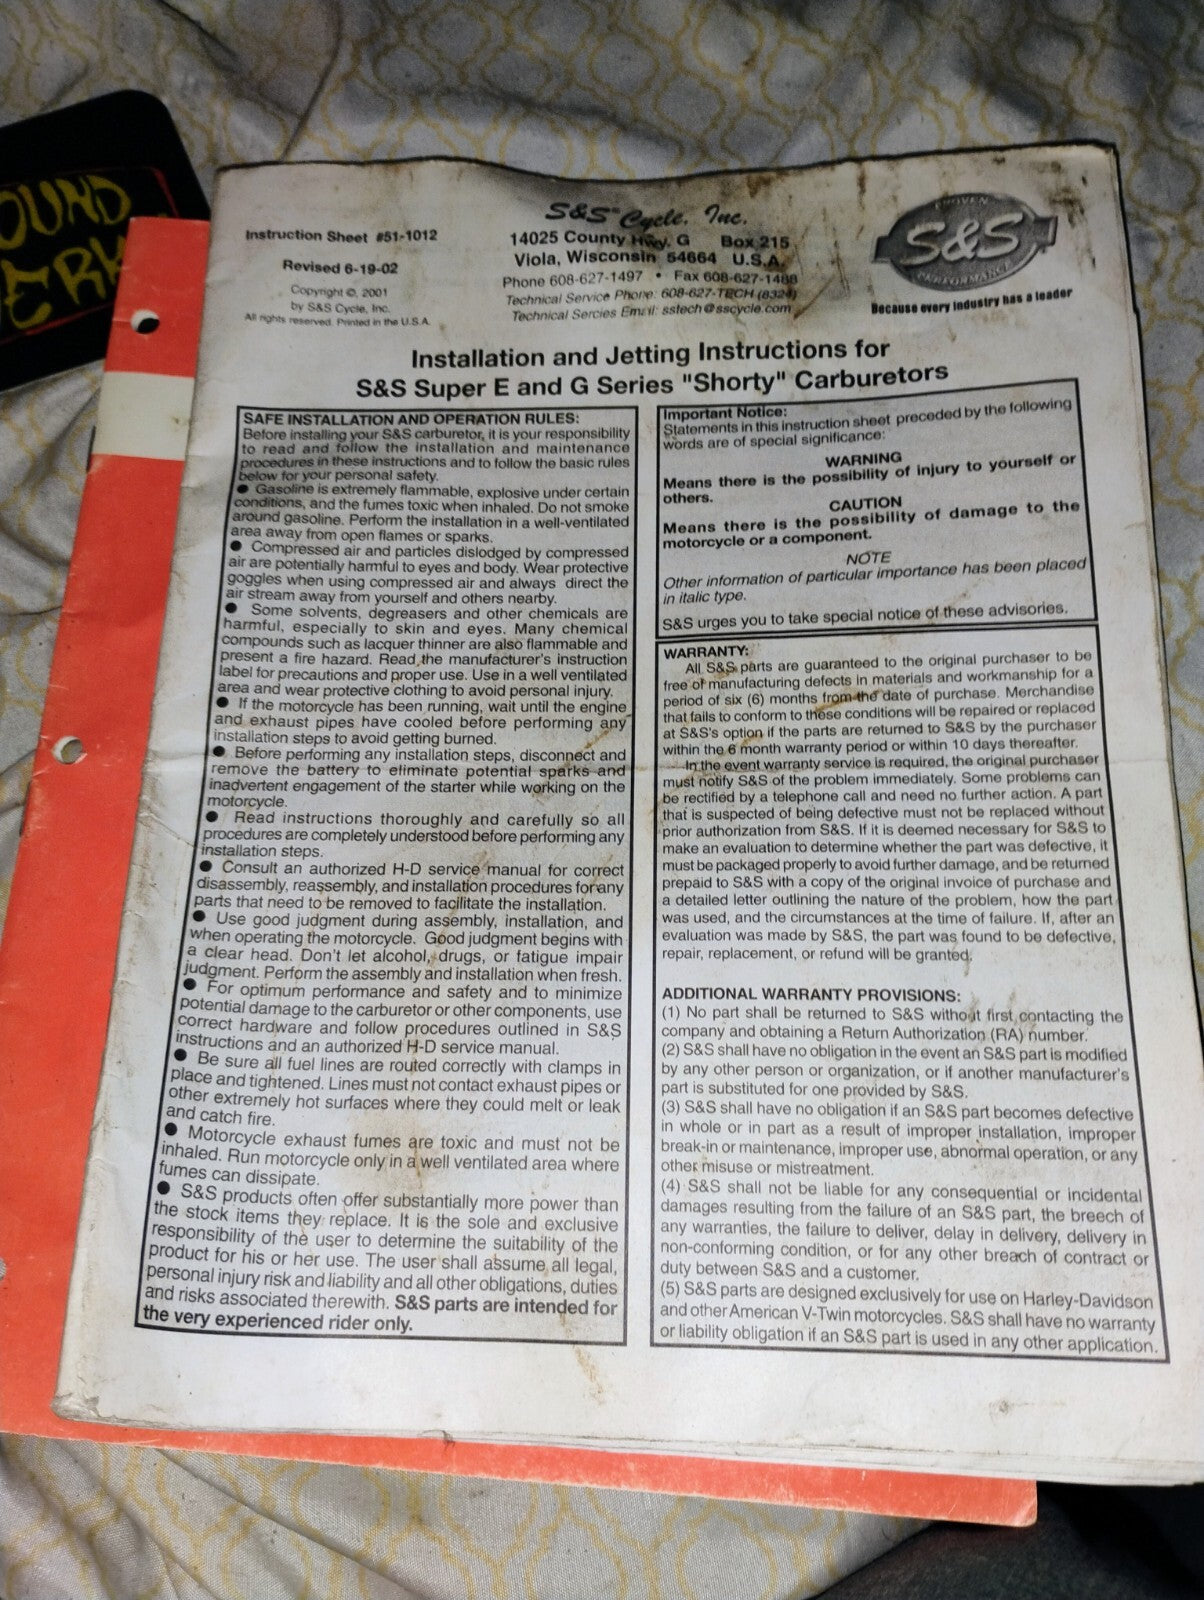 OUND
WERK
Instruction Sheet #51-1012
Revised 6-19-02
Copyright ©, 2001
by S&S Cycle, Inc.
All rights reserved. Printed in the U.S.A.
S&S® Cycle, Inc.
14025 County Hwy. G Box 215
Viola, Wisconsin 54664 U.S.A.
Phone 608-627-1497 • Fax 608-627-1488
Technical Service Phone: 608-627-TECH (8324)
Technical Sercies Email: sstech@sscycle.com
PROVEN
S&S
PERFORMANCE
Because every industry has a leader
Installation and Jetting Instructions for
S&S Super E and G Series "Shorty" Carburetors
SAFE INSTALLATION AND OPERATION RULES:
Before installing your S&S carburetor, it is your responsibility
to read and follow the installation and maintenance
procedures in these instructions and to follow the basic rules
below for your personal safety.
● Gasoline is extremely flammable, explosive under certain
conditions, and the fumes toxic when inhaled. Do not smoke
around gasoline. Perform the installation in a well-ventilated
area away from open flames or sparks.
● Compressed air and particles dislodged by compressed
air are potentially harmful to eyes and body. Wear protective
goggles when using compressed air and always direct the
air stream away from yourself and others nearby.
● Some solvents, degreasers and other chemicals are
harmful, especially to skin and eyes. Many chemical
compounds such as lacquer thinner are also flammable and
present a fire hazard. Read the manufacturer's instruction
label for precautions and proper use. Use in a well ventilated
area and wear protective clothing to avoid personal injury.
● If the motorcycle has been running, wait until the engine
and exhaust pipes have cooled before performing any
installation steps to avoid getting burned.
● Before performing any installation steps, disconnect and
remove the battery to eliminate potential sparks and
inadvertent engagement of the starter while working on the
motorcycle.
● Read instructions thoroughly and carefully so all
procedures are completely understood before performing any
installation steps.
● Consult an authorized H-D service manual for correct
disassembly, reassembly, and installation procedures for any
parts that need to be removed to facilitate the installation.
● Use good judgment during assembly, installation, and
when operating the motorcycle. Good judgment begins with
a clear head. Don't let alcohol, drugs, or fatigue impair
judgment. Perform the assembly and installation when fresh.
● For optimum performance and safety and to minimize
potential damage to the carburetor or other components, use
correct hardware and follow procedures outlined in S&S
instructions and an authorized H-D service manual.
● Be sure all fuel lines are routed correctly with clamps in
place and tightened. Lines must not contact exhaust pipes or
other extremely hot surfaces where they could melt or leak
and catch fire.
● Motorcycle exhaust fumes are toxic and must not be
inhaled. Run motorcycle only in a well ventilated area where
fumes can dissipate.
● S&S products often offer substantially more power than
the stock items they replace. It is the sole and exclusive
responsibility of the user to determine the suitability of the
product for his or her use. The user shall assume all legal,
personal injury risk and liability and all other obligations, duties
and risks associated therewith. S&S parts are intended for
the very experienced rider only.
Important Notice:
Statements in this instruction sheet preceded by the following
words are of special significance:
WARNING
Means there is the possibility of injury to yourself or
others.
CAUTION
Means there is the possibility of damage to the
motorcycle or a component.
NOTE
Other information of particular importance has been placed
in italic type.
S&S urges you to take special notice of these advisories.
WARRANTY:
All S&S parts are guaranteed to the original purchaser to be
free of manufacturing defects in materials and workmanship for a
period of six (6) months from the date of purchase. Merchandise
that fails to conform to these conditions will be repaired or replaced
at S&S's option if the parts are returned to S&S by the purchaser
within the 6 month warranty period or within 10 days thereafter.
In the event warranty service is required, the original purchaser
must notify S&S of the problem immediately. Some problems can
be rectified by a telephone call and need no further action. A part
that is suspected of being defective must not be replaced without
prior authorization from S&S. If it is deemed necessary for S&S to
make an evaluation to determine whether the part was defective, it
must be packaged properly to avoid further damage, and be returned
prepaid to S&S with a copy of the original invoice of purchase and
a detailed letter outlining the nature of the problem, how the part
was used, and the circumstances at the time of failure. If, after an
evaluation was made by S&S, the part was found to be defective,
repair, replacement, or refund will be granted.
ADDITIONAL WARRANTY PROVISIONS:
(1) No part shall be returned to S&S without first contacting the
company and obtaining a Return Authorization (RA) number.
(2) S&S shall have no obligation in the event an S&S part is modified
by any other person or organization, or if another manufacturer's
part is substituted for one provided by S&S.
(3) S&S shall have no obligation if an S&S part becomes defective
in whole or in part as a result of improper installation, improper
break-in or maintenance, improper use, abnormal operation, or any
other misuse or mistreatment.
(4) S&S shall not be liable for any consequential or incidental
damages resulting from the failure of an S&S part, the breech of
any warranties, the failure to deliver, delay in delivery, delivery in
non-conforming condition, or for any other breach of contract or
duty between S&S and a customer.
(5) S&S parts are designed exclusively for use on Harley-Davidson
and other American V-Twin motorcycles. S&S shall have no warranty
or liability obligation if an S&S part is used in any other application.